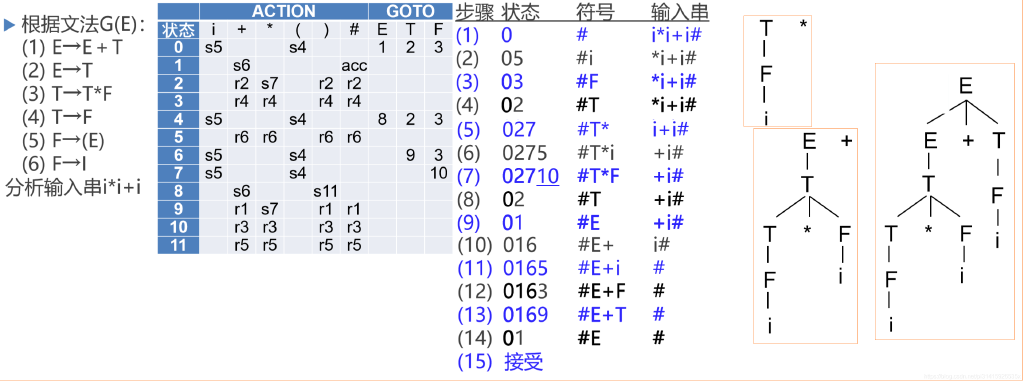 根据文法G(E):
(1) E→E+T
(2) E→T
(3) T→T*F
(4) T→F
(5) F→(E)
(6) F→I
分析输入串i*i+i
ACTION GOTO
状态 i + * ( ) # E T F
0 s5 s4 1 2 3
1 s6 acc
2 r2 s7 r2 r2
3 r4 r4 r4 r4
4 s5 s4 8 2 3
5 r6 r6 r6 r6
6 s5 s4 9 3
7 s5 s4 10
8 s6 s11
9 r1 s7 r1 r1
10 r3 r3 r3 r3
11 r5 r5 r5 r5
步骤 状态 符号 输入串
(1) 0 # i*i+i#
(2) 05 #i *i+i#
(3) 03 #F *i+i#
(4) 02 #T *i+i#
(5) 027 #T* i+i#
(6) 0275 #T*i +i#
(7) 02710 #T*F +i#
(8) 02 #T +i#
(9) 01 #E +i#
(10) 016 #E+ i#
(11) 0165 #E+i #
(12) 0163 #E+F #
(13) 0169 #E+T #
(14) 01 #E #
(15) 接受
T *
F
i
E +
T
T * F
F i
i
E
E + T
T F
T * F i
F i
i